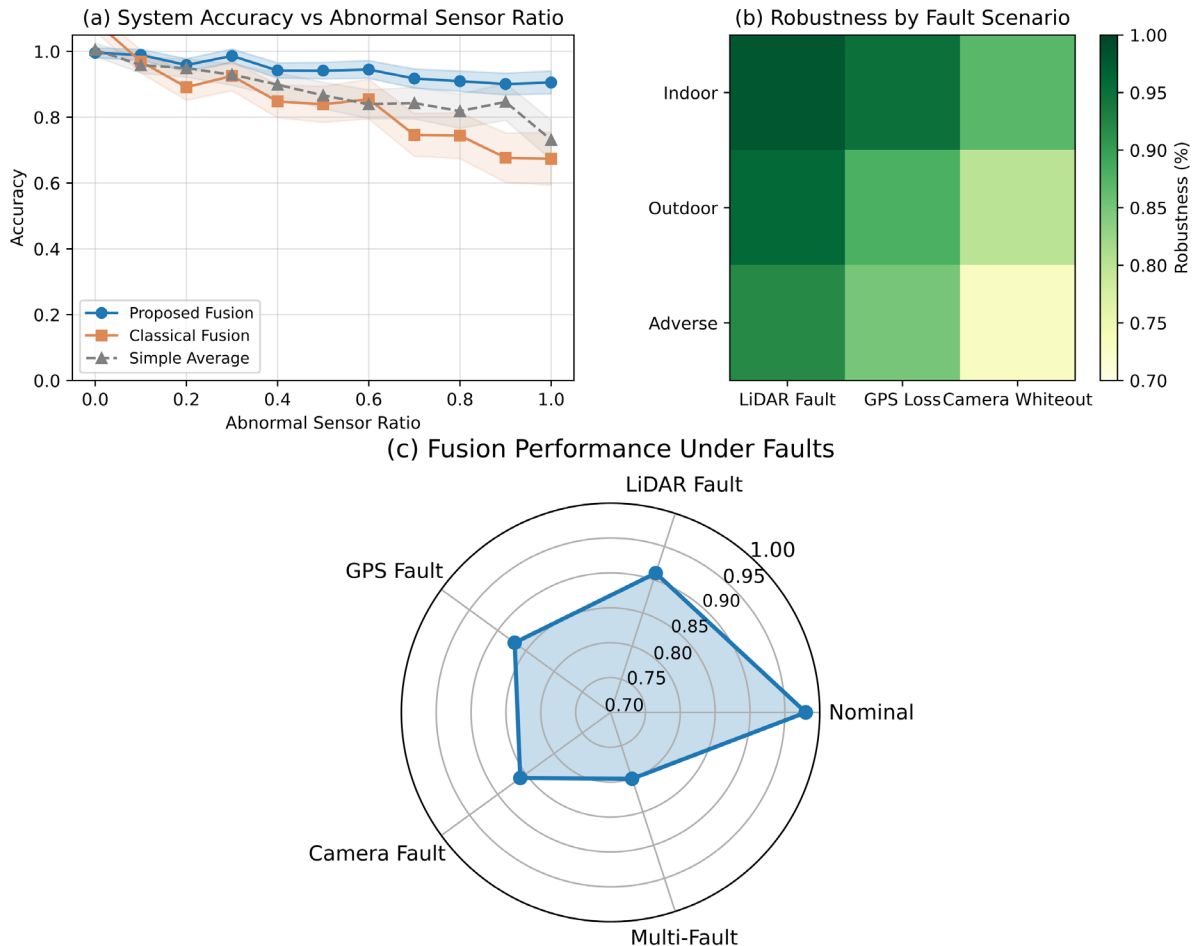 (a) System Accuracy vs Abnormal Sensor Ratio
1.0
0.8
0.6
0.4
0.2
0.0
Accuracy
Proposed Fusion
Classical Fusion
Simple Average
0.0 0.2 0.4 0.6 0.8 1.0
Abnormal Sensor Ratio
(b) Robustness by Fault Scenario
Indoor
Outdoor
Adverse
LiDAR Fault GPS Loss Camera Whiteout
1.00
0.95
0.90
0.85
0.80
0.75
0.70
Robustness (%)
(c) Fusion Performance Under Faults
LiDAR Fault
GPS Fault
1.00
0.95
0.90
0.85
0.80
0.75
0.70
Nominal
Camera Fault
Multi-Fault